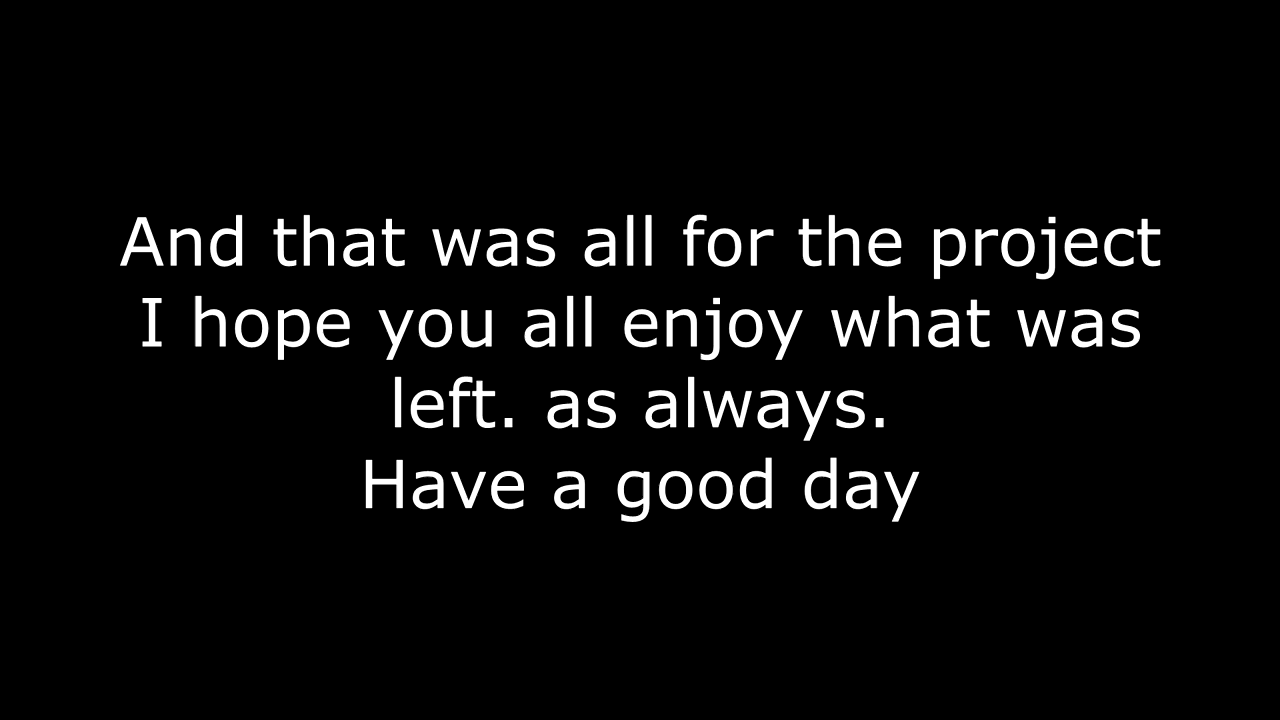 And that was all for the project
I hope you all enjoy what was
left. as always.
Have a good day